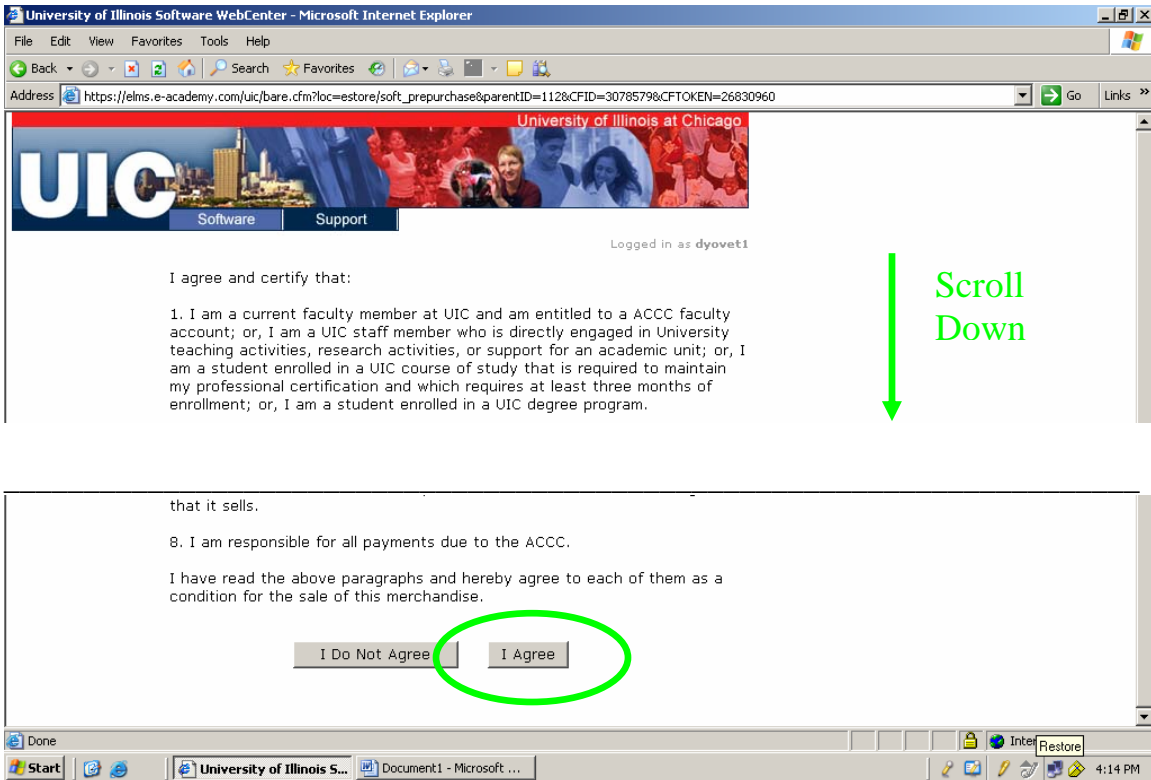 University of Illinois Software WebCenter - Microsoft Internet Explorer
File Edit View Favorites Tools Help
Back Search Favorites
Address https://elms.e-academy.com/uic/bare.cfm?loc=estore/soft_prepurchase&parentID=112&CFID=3078579&CFTOKEN=26830960 Go Links »
University of Illinois at Chicago
UIC
Software Support
Logged in as dyovet1
I agree and certify that:
1. I am a current faculty member at UIC and am entitled to a ACCC faculty
account; or, I am a UIC staff member who is directly engaged in University
teaching activities, research activities, or support for an academic unit; or, I
am a student enrolled in a UIC course of study that is required to maintain
my professional certification and which requires at least three months of
enrollment; or, I am a student enrolled in a UIC degree program.
Scroll
Down
that it sells.
8. I am responsible for all payments due to the ACCC.
I have read the above paragraphs and hereby agree to each of them as a
condition for the sale of this merchandise.
I Do Not Agree I Agree
Done Inter Restore
Start University of Illinois S... Document1 - Microsoft ... 4:14 PM